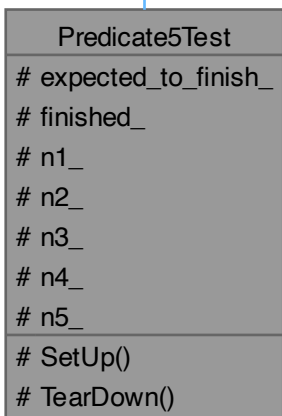 Predicate5Test
# expected_to_finish_
# finished_
# n1_
# n2_
# n3_
# n4_
# n5_
# SetUp()
# TearDown()